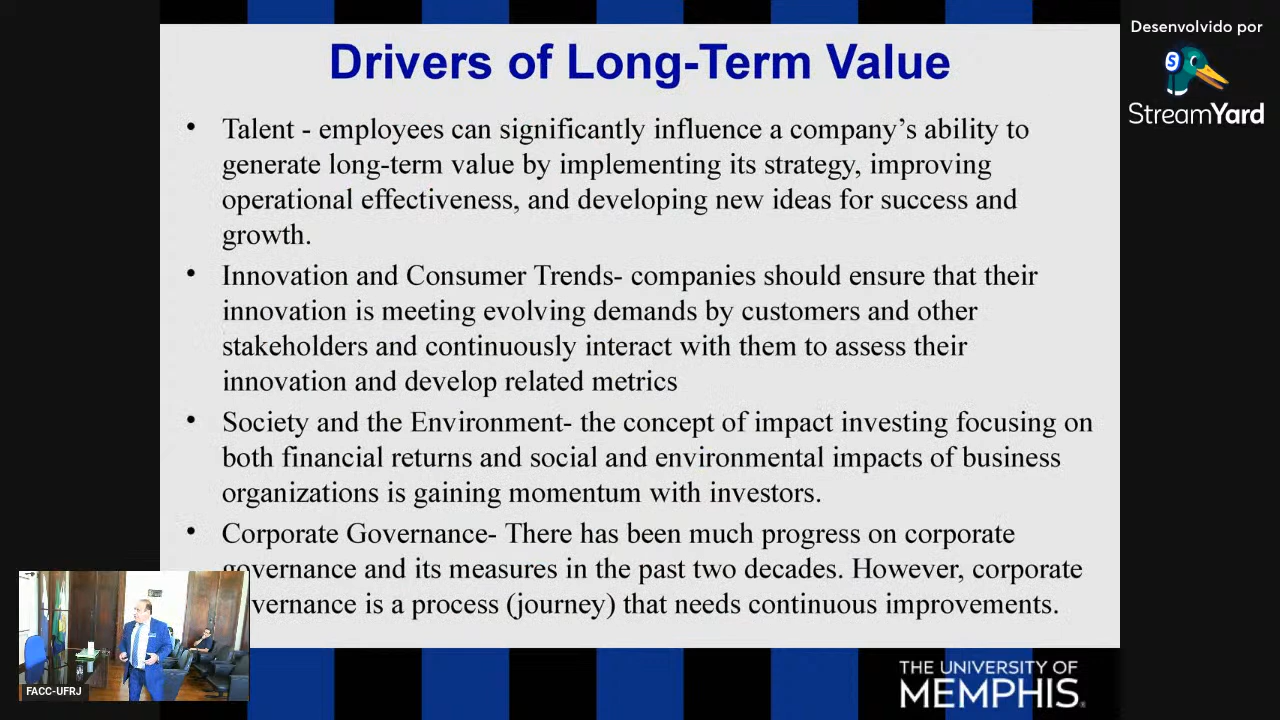 Drivers of Long-Term Value
• Talent - employees can significantly influence a company’s ability to
generate long-term value by implementing its strategy, improving
operational effectiveness, and developing new ideas for success and
growth.
• Innovation and Consumer Trends- companies should ensure that their
innovation is meeting evolving demands by customers and other
stakeholders and continuously interact with them to assess their
innovation and develop related metrics
• Society and the Environment- the concept of impact investing focusing on
both financial returns and social and environmental impacts of business
organizations is gaining momentum with investors.
• Corporate Governance- There has been much progress on corporate
governance and its measures in the past two decades. However, corporate
vernance is a process (journey) that needs continuous improvements.
THE UNIVERSITY OF
MEMPHIS.
FACC-UFRJ
Desenvolvido por
S
StreamYard